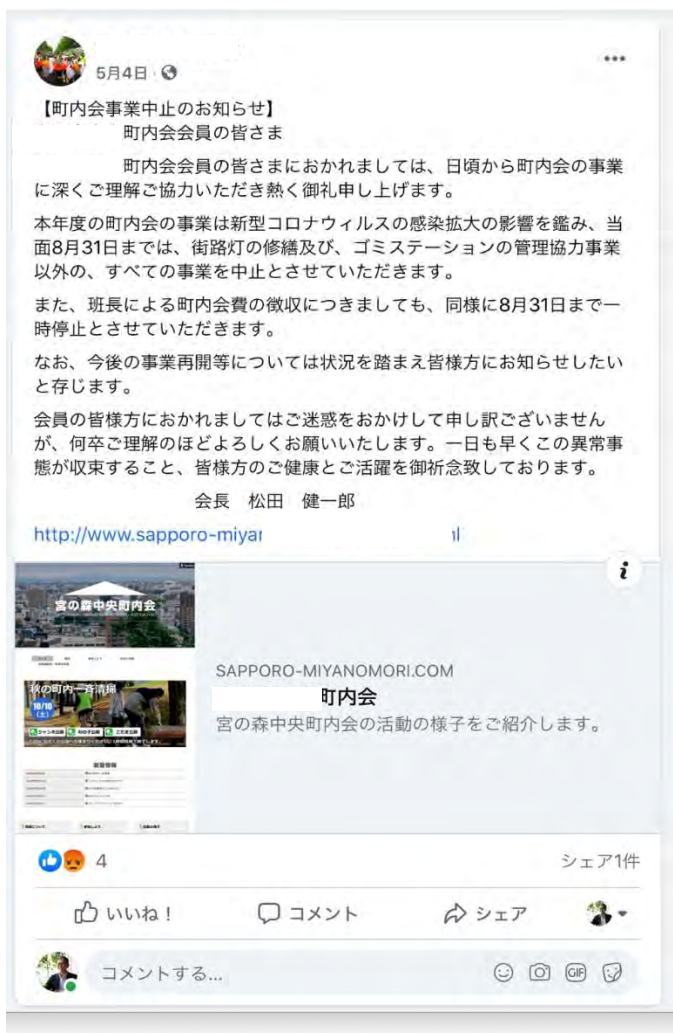 5月4日
【町内会事業中止のお知らせ】
町内会会員の皆さま
町内会会員の皆さまにおかれましては、日頃から町内会の事業
に深くご理解ご協力いただき熱く御礼申し上げます。
本年度の町内会の事業は新型コロナウィルスの感染拡大の影響を鑑み、当
面8月31日までは、街路灯の修繕及び、ゴミステーションの管理協力事業
以外の、すべての事業を中止とさせていただきます。
また、班長による町内会費の徴収につきましても、同様に8月31日まで一
時停止とさせていただきます。
なお、今後の事業再開等については状況を踏まえ皆様方にお知らせしたい
と存じます。
会員の皆様方におかれましてはご迷惑をおかけして申し訳ございません
が、何卒ご理解のほどよろしくお願いいたします。一日も早くこの異常事
態が収束すること、皆様方のご健康とご活躍を御祈念致しております。
会長 松田 健一郎
http://www.sapporo-miyar
宮の森中央町内会
秋の町内一斉清掃
10/10
(土)
新着情報
SAPPORO-MIYANOMORI.COM
町内会
宮の森中央町内会の活動の様子をご紹介します。
4
シェア1件
いいね！
コメント
シェア
コメントする...
GIF